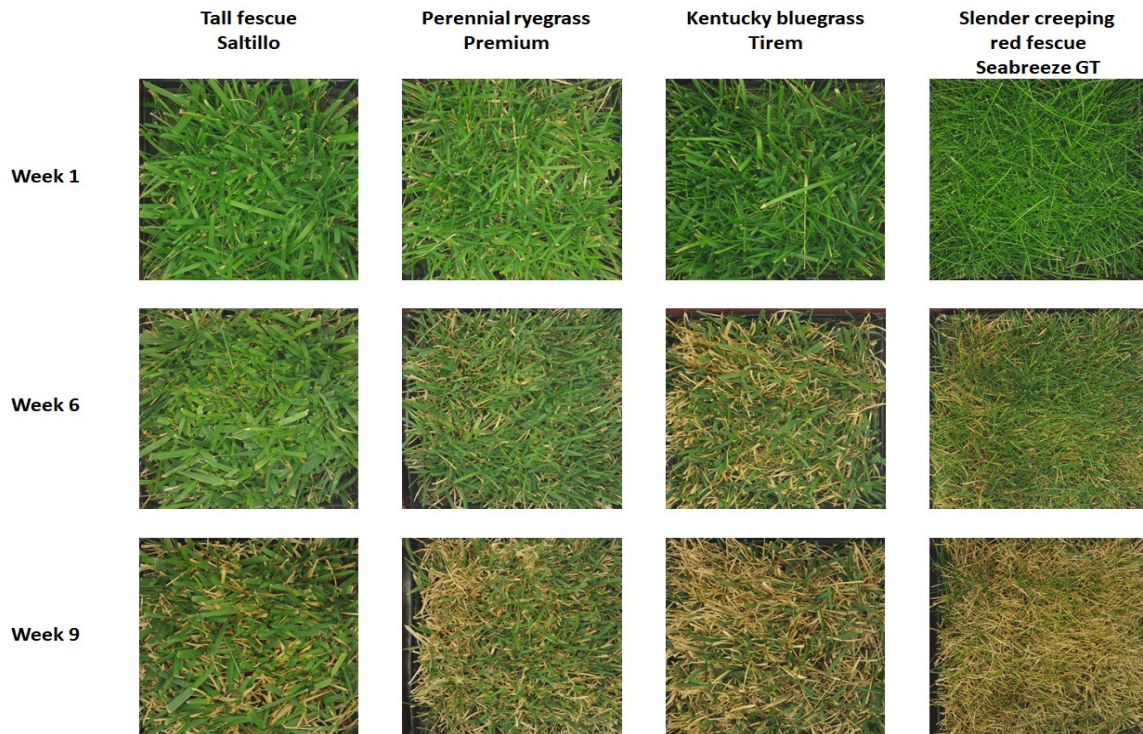 Tall fescue
Saltillo
Perennial ryegrass
Premium
Kentucky bluegrass
Tirem
Slender creeping
red fescue
Seabreeze GT
Week 1
Week 6
Week 9